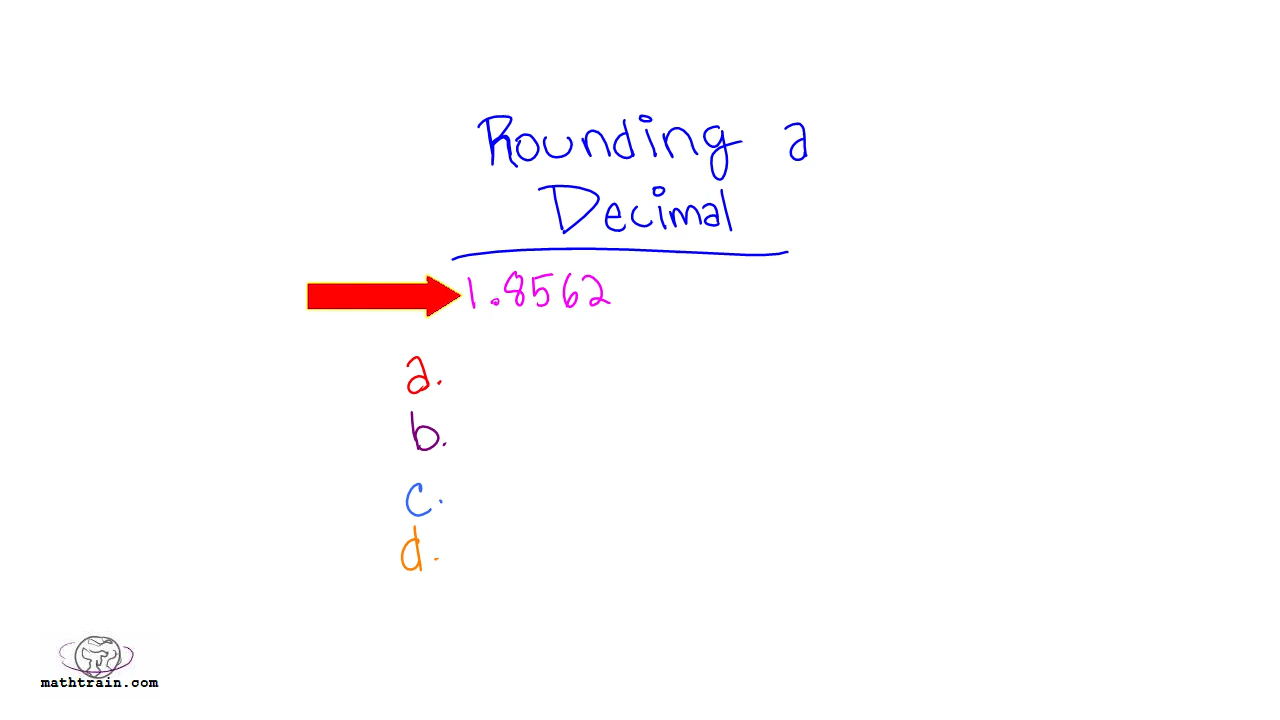 Rounding a
Decimal
1.8562
a.
b.
c.
d.
mathtrain.com